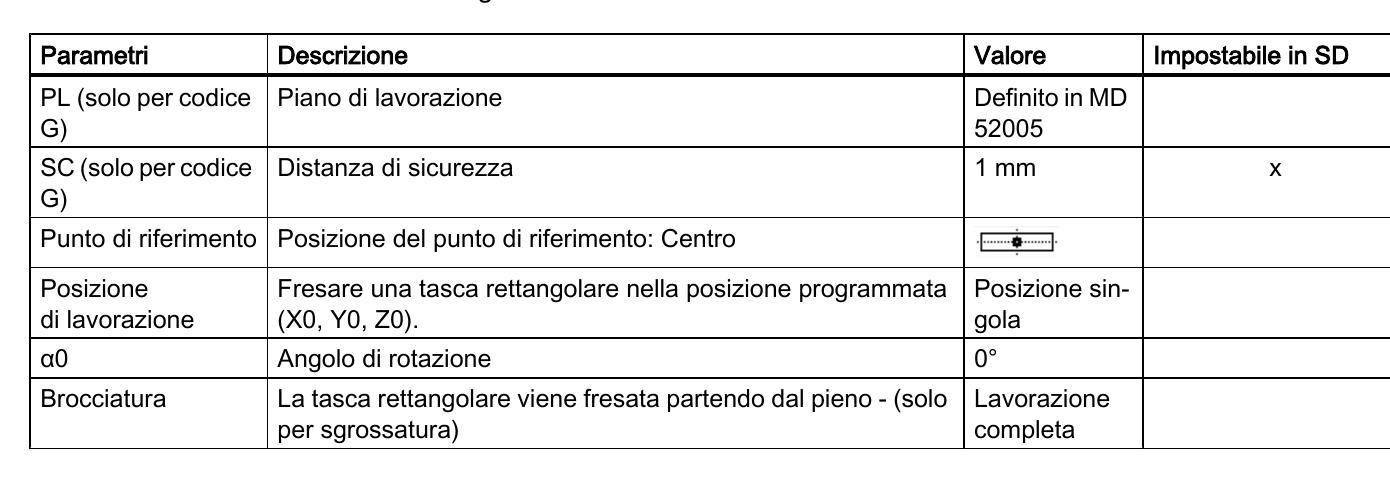 Parametri Descrizione Valore Impostabile in SD
PL (solo per codice Piano di lavorazione Definito in MD
G) 52005
SC (solo per codice Distanza di sicurezza 1 mm x
G)
Punto di riferimento Posizione del punto di riferimento: Centro
Posizione Fresare una tasca rettangolare nella posizione programmata Posizione sin-
di lavorazione (X0, Y0, Z0). gola
α0 Angolo di rotazione 0°
Brocciatura La tasca rettangolare viene fresata partendo dal pieno - (solo Lavorazione
per sgrossatura) completa